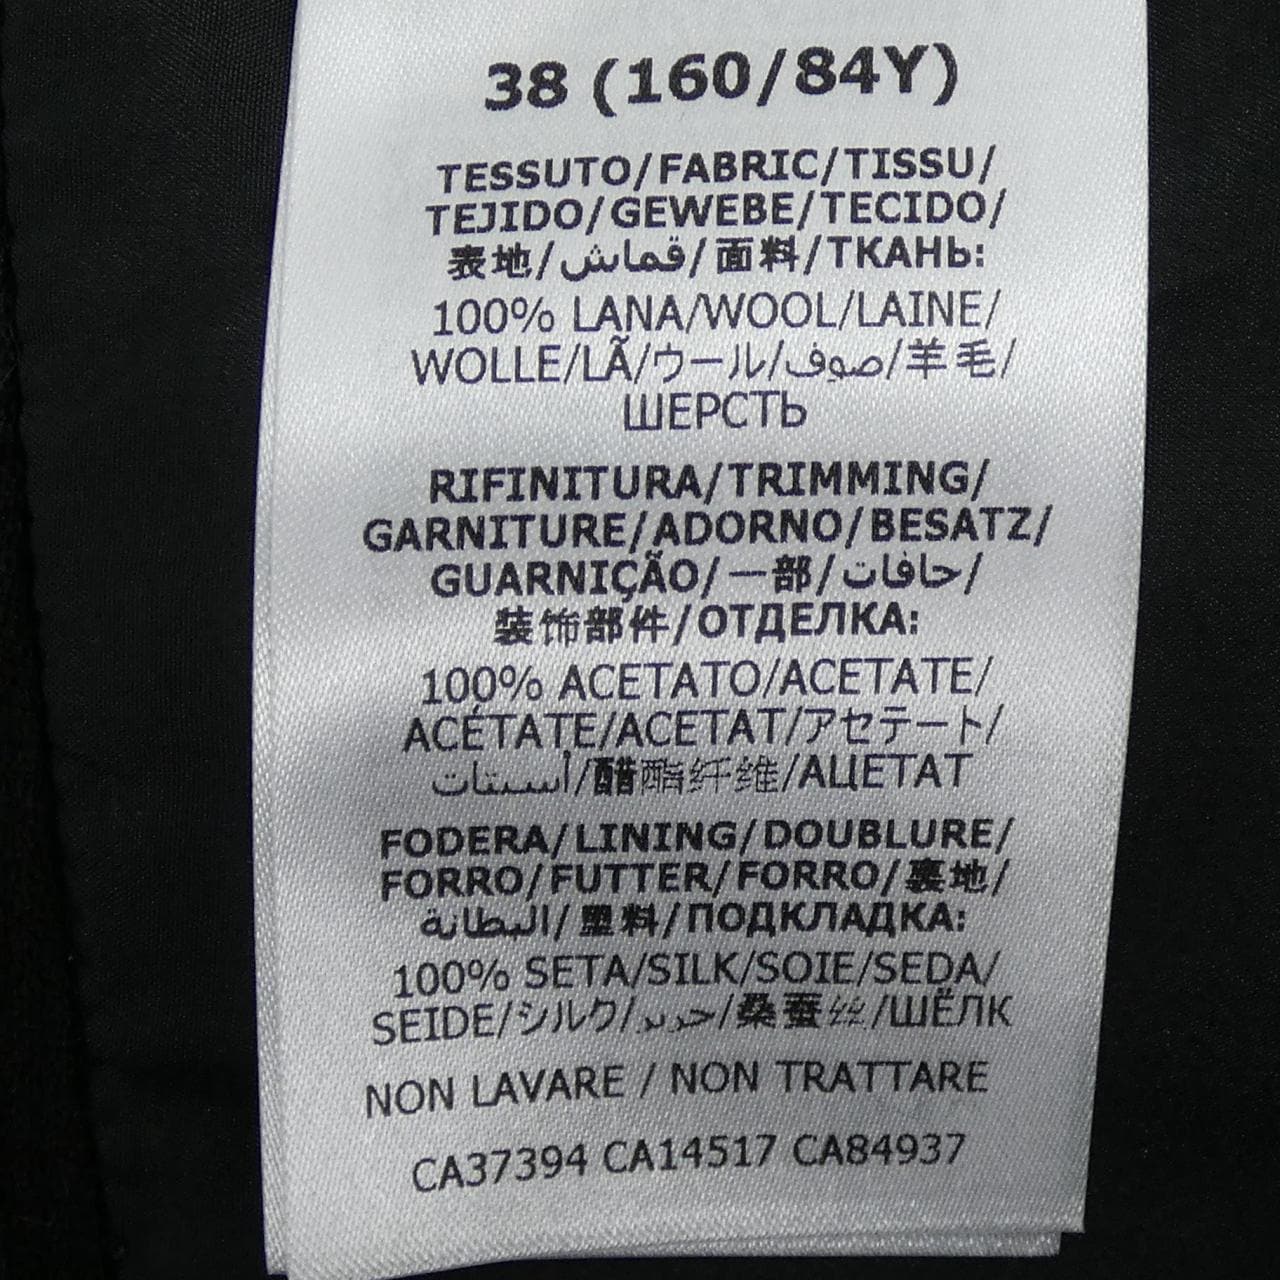 38 (160/84Y)
TESSUTO/FABRIC/TISSU/
TEJIDO/GEWEBE/TECIDO/
表地/قماش/面料/ТКАНЬ:
100% LANA/WOOL/LAINE/
WOLLE/LÃ/ウール/صوف/羊毛/
ШЕРСТЬ
RIFINITURA/TRIMMING/
GARNITURE/ADORNO/BESATZ/
GUARNIÇÃO/一部/حافات/
装饰部件/ОТДЕЛКА:
100% ACETATO/ACETATE/
ACÉTATE/ACETAT/アセテート/
أستات/醋酯纤维/АЦЕТАТ
FODERA/LINING/DOUBLURE/
FORRO/FUTTER/FORRO/裏地/
البطانة/里料/ПОДКЛАДКА:
100% SETA/SILK/SOIE/SEDA/
SEIDE/シルク/حرير/桑蚕丝/ШЁЛК
NON LAVARE / NON TRATTARE
CA37394 CA14517 CA84937